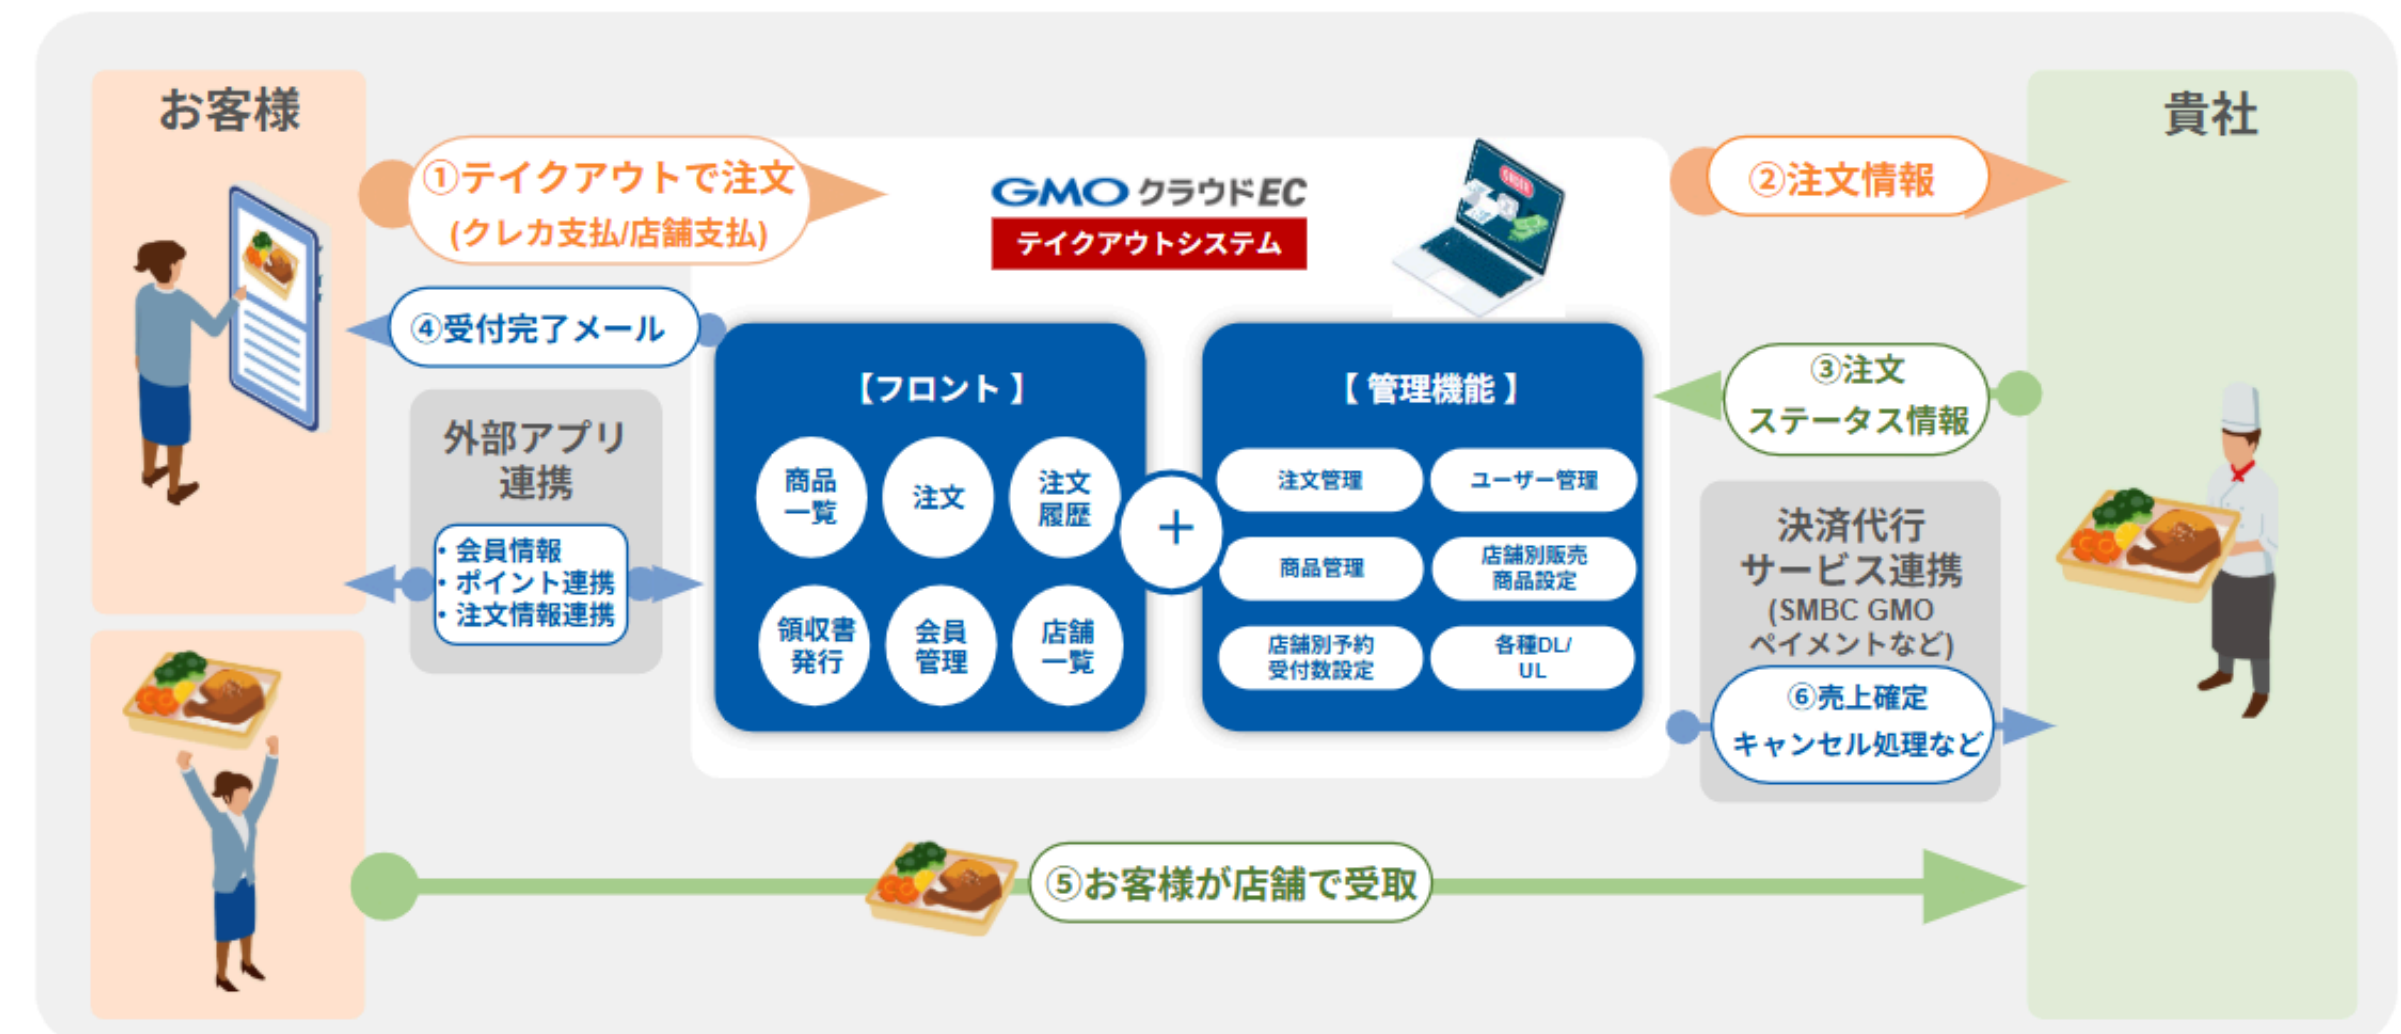 お客様
貴社
①テイクアウトで注文
(クレカ支払/店舗支払)
GMO クラウドEC
テイクアウトシステム
ORDER
②注文情報
④受付完了メール
③注文
ステータス情報
外部アプリ
連携
・会員情報
・ポイント連携
・注文情報連携
【フロント】
商品
一覧
注文
注文
履歴
領収書
発行
会員
管理
店舗
一覧
＋
【管理機能】
注文管理
ユーザー管理
商品管理
店舗別販売
商品設定
店舗別予約
受付数設定
各種DL/
UL
決済代行
サービス連携
(SMBC GMO
ペイメントなど)
⑥売上確定
キャンセル処理など
⑤お客様が店舗で受取